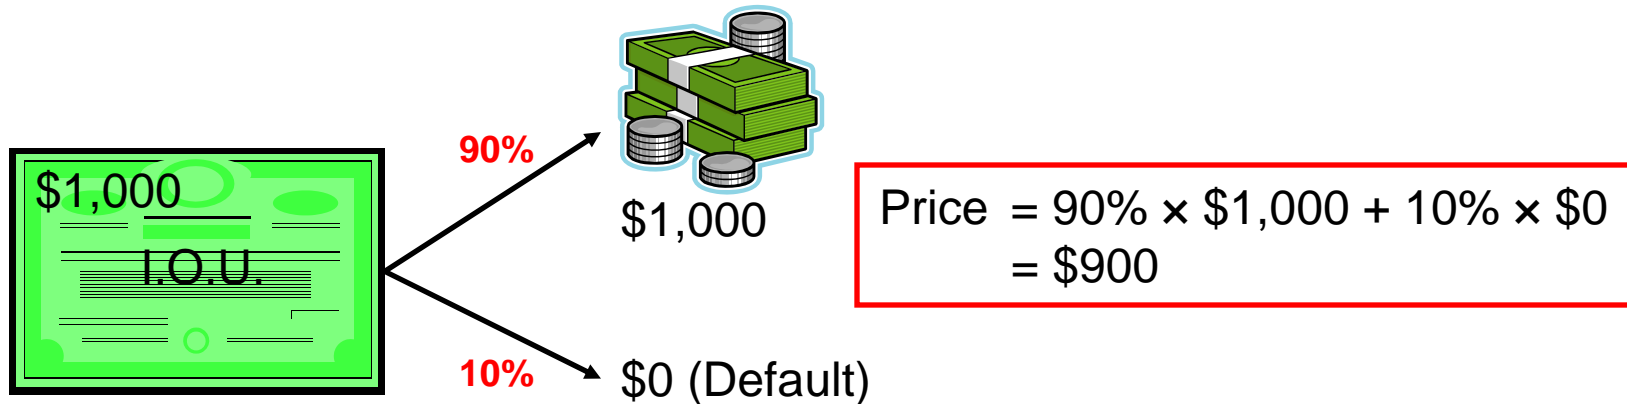 $1,000
I.O.U.
90%
$1,000
10%
$0 (Default)
Price = 90% × $1,000 + 10% × $0
= $900